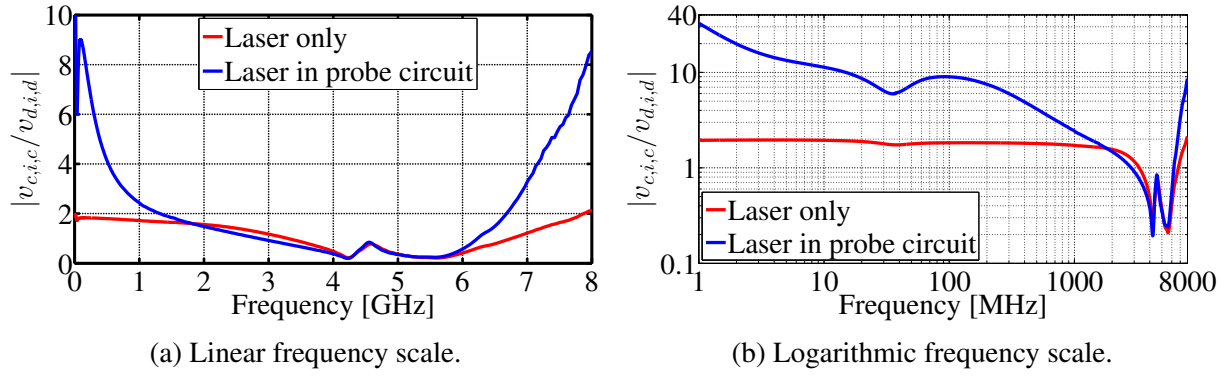 10
8
6
4
2
0
|v_{c,i,c}/v_{d,i,d}|
Laser only
Laser in probe circuit
0 1 2 3 4 5 6 7 8
Frequency [GHz]
(a) Linear frequency scale.
40
10
1
0.1
|v_{c,i,c}/v_{d,i,d}|
Laser only
Laser in probe circuit
1 10 100 1000 8000
Frequency [MHz]
(b) Logarithmic frequency scale.